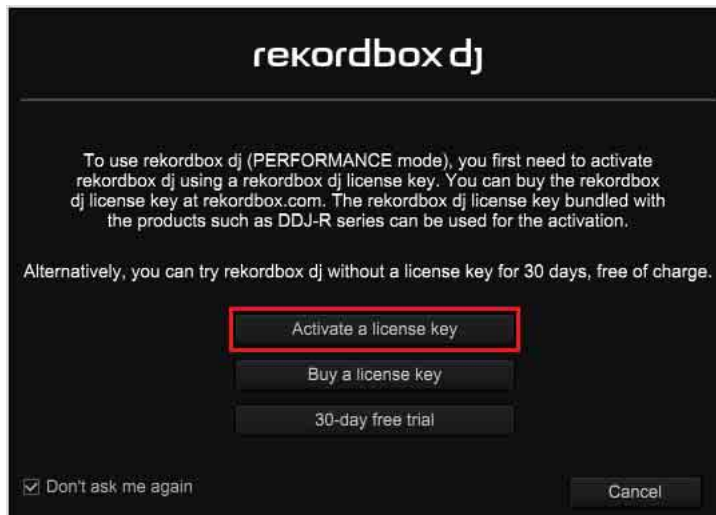 rekordbox dj
To use rekordbox dj (PERFORMANCE mode), you first need to activate
rekordbox dj using a rekordbox dj license key. You can buy the rekordbox
dj license key at rekordbox.com. The rekordbox dj license key bundled with
the products such as DDJ-R series can be used for the activation.
Alternatively, you can try rekordbox dj without a license key for 30 days, free of charge.
Activate a license key
Buy a license key
30-day free trial
Don't ask me again
Cancel